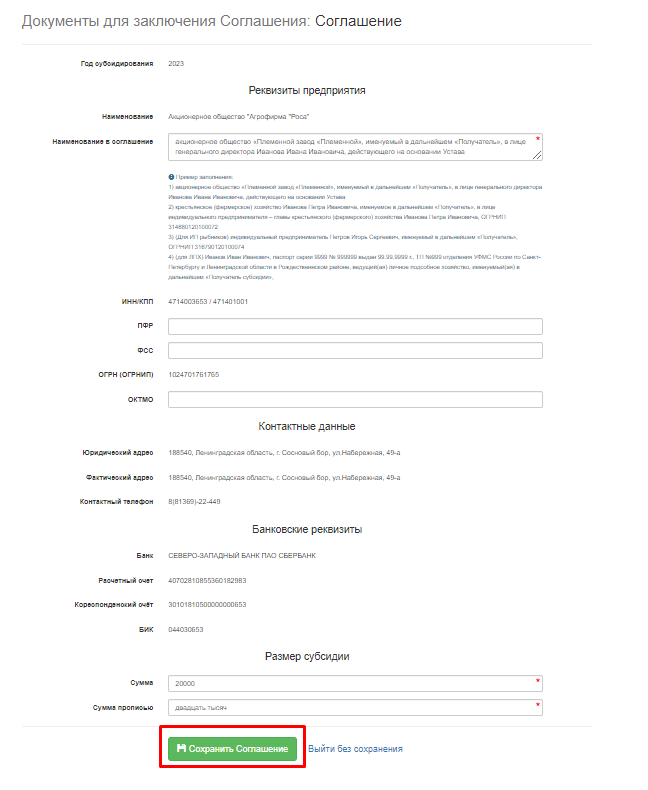 Документы для заключения Соглашения: Соглашение
Год субсидирования 2023
Реквизиты предприятия
Наименование Акционерное общество "Агрофирма "Роса"
Наименование в соглашение акционерное общество «Племенной завод «Племенной», именуемый в дальнейшем «Получатель», в лице *
генерального директора Иванова Ивана Ивановича, действующего на основании Устава
Пример заполнения:
1) акционерное общество «Племенной завод «Племенной», именуемый в дальнейшем «Получатель», в лице генерального директора
Иванова Ивана Ивановича, действующего на основании Устава
2) крестьянское (фермерское) хозяйство Иванова Петра Ивановича, именуемое в дальнейшем «Получатель», в лице
индивидуального предпринимателя – главы крестьянского (фермерского) хозяйства Иванова Петра Ивановича, ОГРНИП
314680120100072
3) (Для ИП рыбников) индивидуальный предприниматель Петров Игорь Сергеевич, именуемый в дальнейшем «Получатель»,
ОГРНИП 316790120100074
4) (для ЛПХ) Иванов Иван Иванович, паспорт серии 9999 № 999999 выдан 99.99.9999 г., ТП №999 отделения УФМС России по Санкт-
Петербургу и Ленинградской области в Рождественском районе, ведущий(ая) личное подсобное хозяйство, именуемый(ая) в
дальнейшем «Получатель субсидии»,
ИНН/КПП 4714003653 / 471401001
ПФР
ФСС
ОГРН (ОГРНИП) 1024701761765
ОКТМО
Контактные данные
Юридический адрес 188540, Ленинградская область, г. Сосновый бор, ул.Набережная, 49-а
Фактический адрес 188540, Ленинградская область, г. Сосновый бор, ул.Набережная, 49-а
Контактный телефон 8(81369)-22-449
Банковские реквизиты
Банк СЕВЕРО-ЗАПАДНЫЙ БАНК ПАО СБЕРБАНК
Расчетный счет 40702810855360182983
Кореспонденский счёт 30101810500000000653
БИК 044030653
Размер субсидии
Сумма 20000 *
Сумма прописью двадцать тысяч *
Сохранить Соглашение Выйти без сохранения